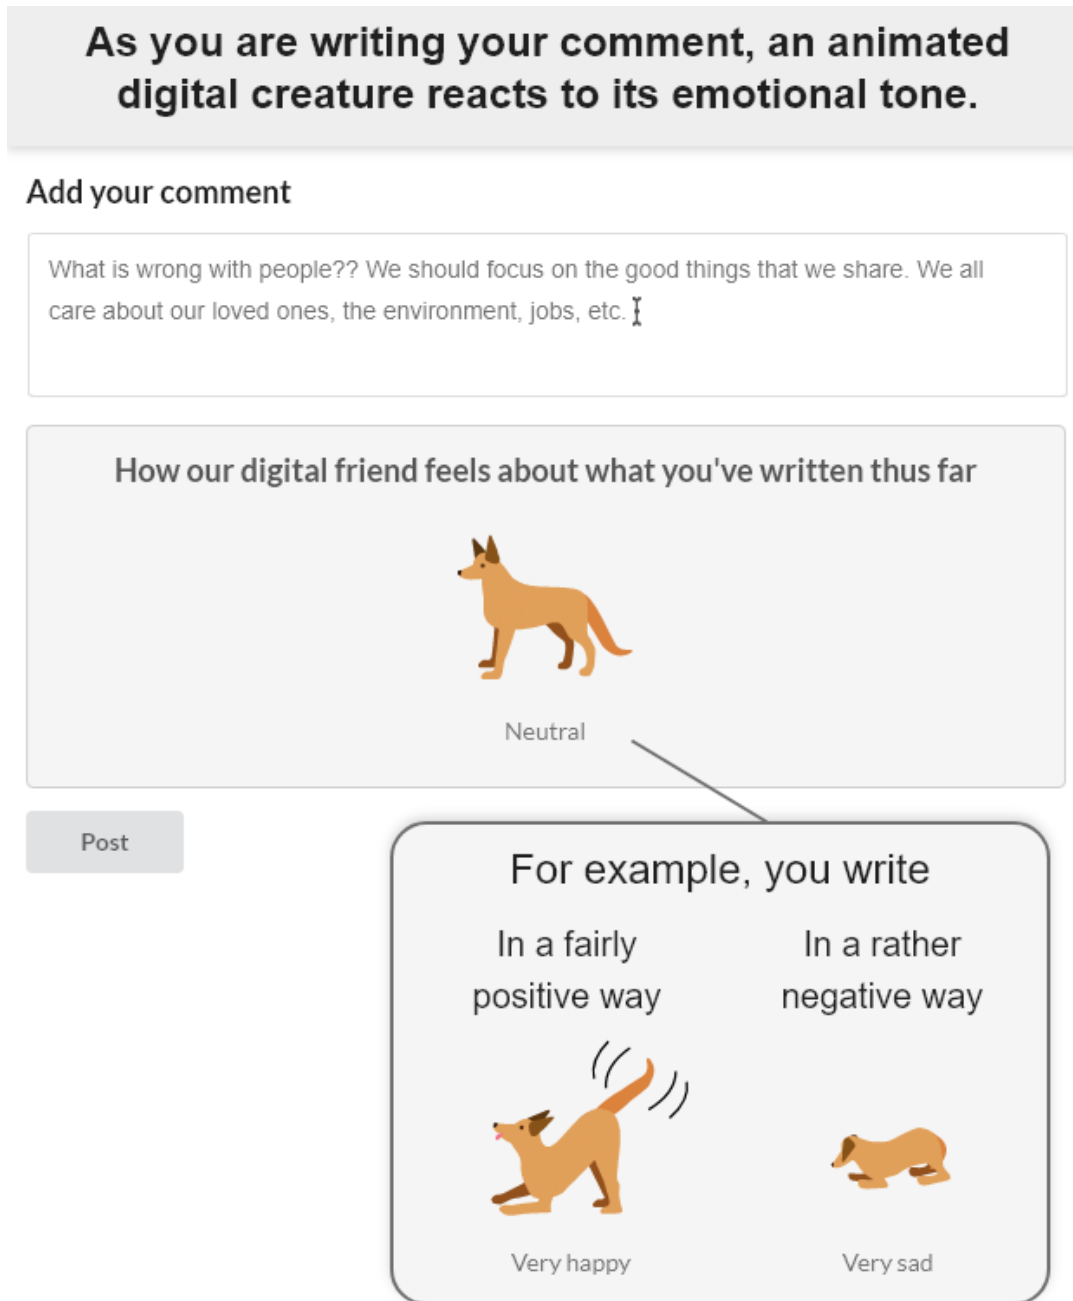 As you are writing your comment, an animated
digital creature reacts to its emotional tone.
Add your comment
What is wrong with people?? We should focus on the good things that we share. We all
care about our loved ones, the environment, jobs, etc.
How our digital friend feels about what you've written thus far
Neutral
Post
For example, you write
In a fairly
positive way
In a rather
negative way
Very happy
Very sad